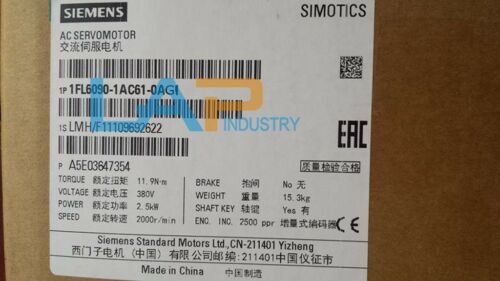 SIEMENS
SIMOTICS
AC SERVOMOTOR
交流伺服电机
1P 1FL6090-1AC61-0AG1
LAP INDUSTRY
1S LMH/F11109692622
EAC
P A5E03647354
质量检验合格
TORQUE 额定扭矩 11.9N·m BRAKE 抱闸 No 无
VOLTAGE 额定电压 380V WEIGHT 重量 15.3kg
POWER 额定功率 2.5kW SHAFT KEY 轴键 Yes 有
SPEED 额定转速 2000r/min ENC. INC. 2500 ppr 增量式编码器 CE
Siemens Standard Motors Ltd.,CN-211401 Yizheng
西门子电机（中国）有限公司邮编:211401中国仪征市
Made in China 中国制造